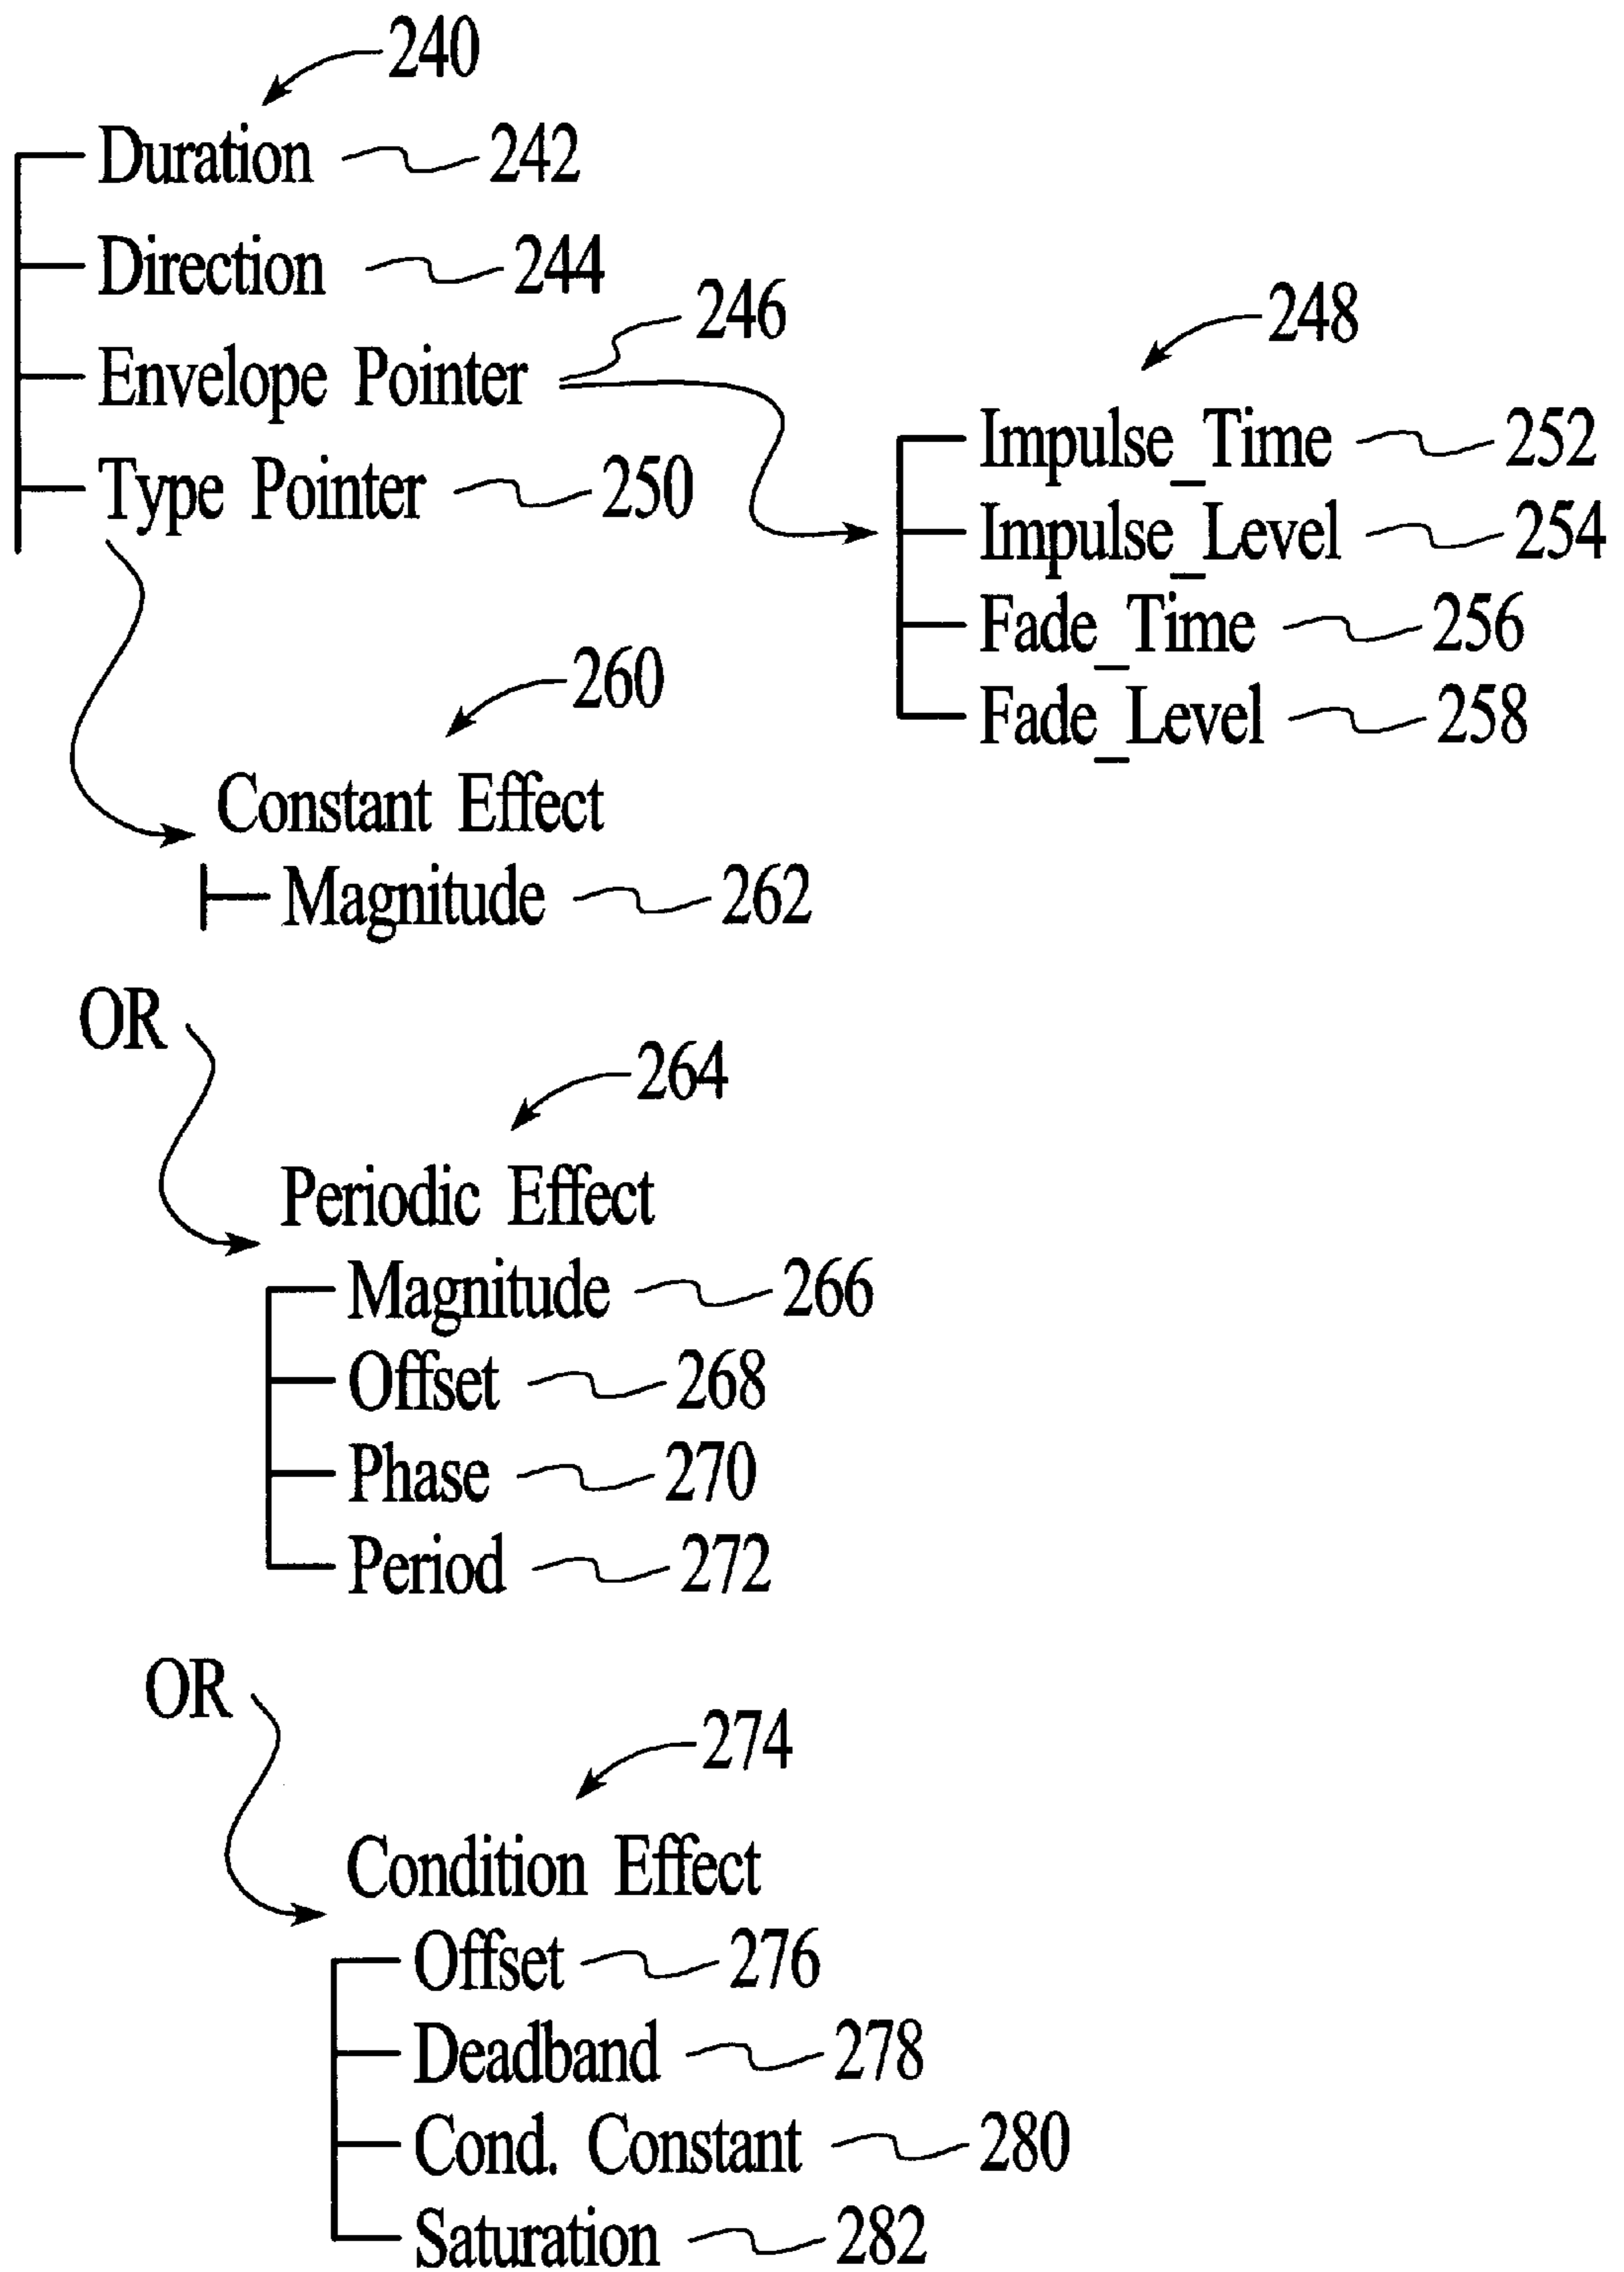 240
Duration 242
Direction 244
Envelope Pointer 246
Type Pointer 250
248
Impulse_Time 252
Impulse_Level 254
Fade_Time 256
Fade_Level 258
260
Constant Effect
Magnitude 262
OR
264
Periodic Effect
Magnitude 266
Offset 268
Phase 270
Period 272
OR
274
Condition Effect
Offset 276
Deadband 278
Cond. Constant 280
Saturation 282